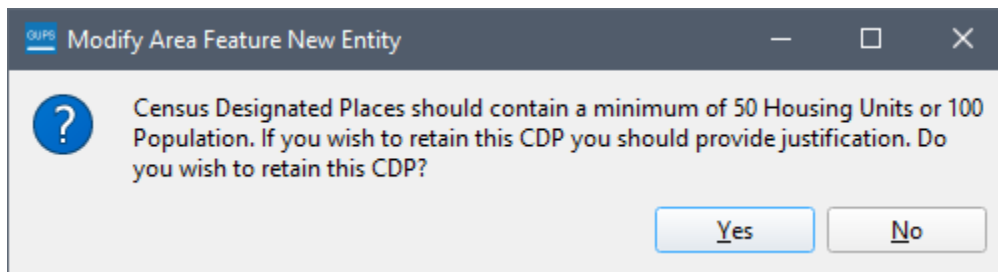 GUPS Modify Area Feature New Entity
?
Census Designated Places should contain a minimum of 50 Housing Units or 100
Population. If you wish to retain this CDP you should provide justification. Do
you wish to retain this CDP?
Yes No